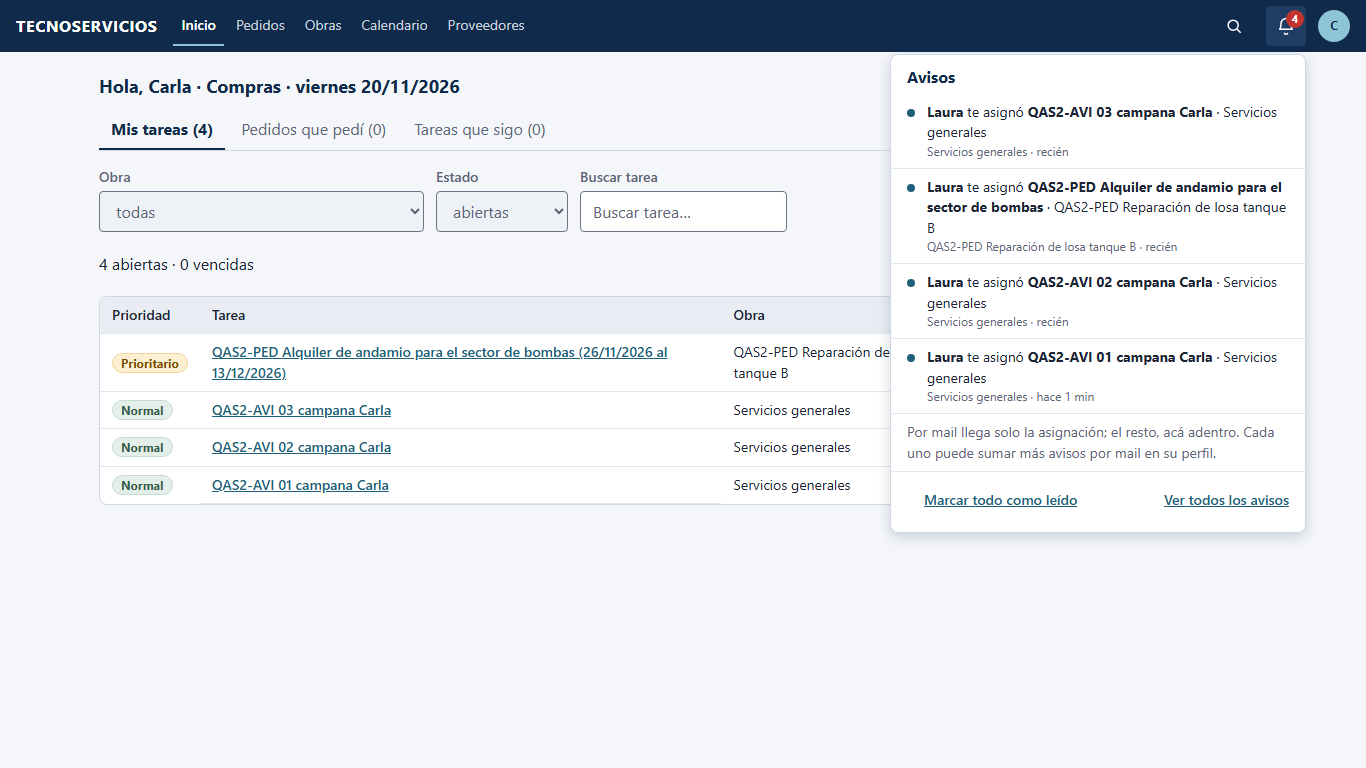 TECNOSERVICIOS
Inicio
Pedidos
Obras
Calendario
Proveedores
4
C
Hola, Carla · Compras · viernes 20/11/2026
Mis tareas (4)
Pedidos que pedí (0)
Tareas que sigo (0)
Obra
Estado
Buscar tarea
todas
abiertas
Buscar tarea...
4 abiertas · 0 vencidas
Prioridad
Tarea
Obra
Prioritario
QAS2-PED Alquiler de andamio para el sector de bombas (26/11/2026 al
13/12/2026)
QAS2-PED Reparación de
tanque B
Normal
QAS2-AVI 03 campana Carla
Servicios generales
Normal
QAS2-AVI 02 campana Carla
Servicios generales
Normal
QAS2-AVI 01 campana Carla
Servicios generales
Avisos
Laura te asignó QAS2-AVI 03 campana Carla · Servicios
generales
Servicios generales · recién
Laura te asignó QAS2-PED Alquiler de andamio para el
sector de bombas · QAS2-PED Reparación de losa tanque
B
QAS2-PED Reparación de losa tanque B · recién
Laura te asignó QAS2-AVI 02 campana Carla · Servicios
generales
Servicios generales · recién
Laura te asignó QAS2-AVI 01 campana Carla · Servicios
generales
Servicios generales · hace 1 min
Por mail llega solo la asignación; el resto, acá adentro. Cada
uno puede sumar más avisos por mail en su perfil.
Marcar todo como leído
Ver todos los avisos